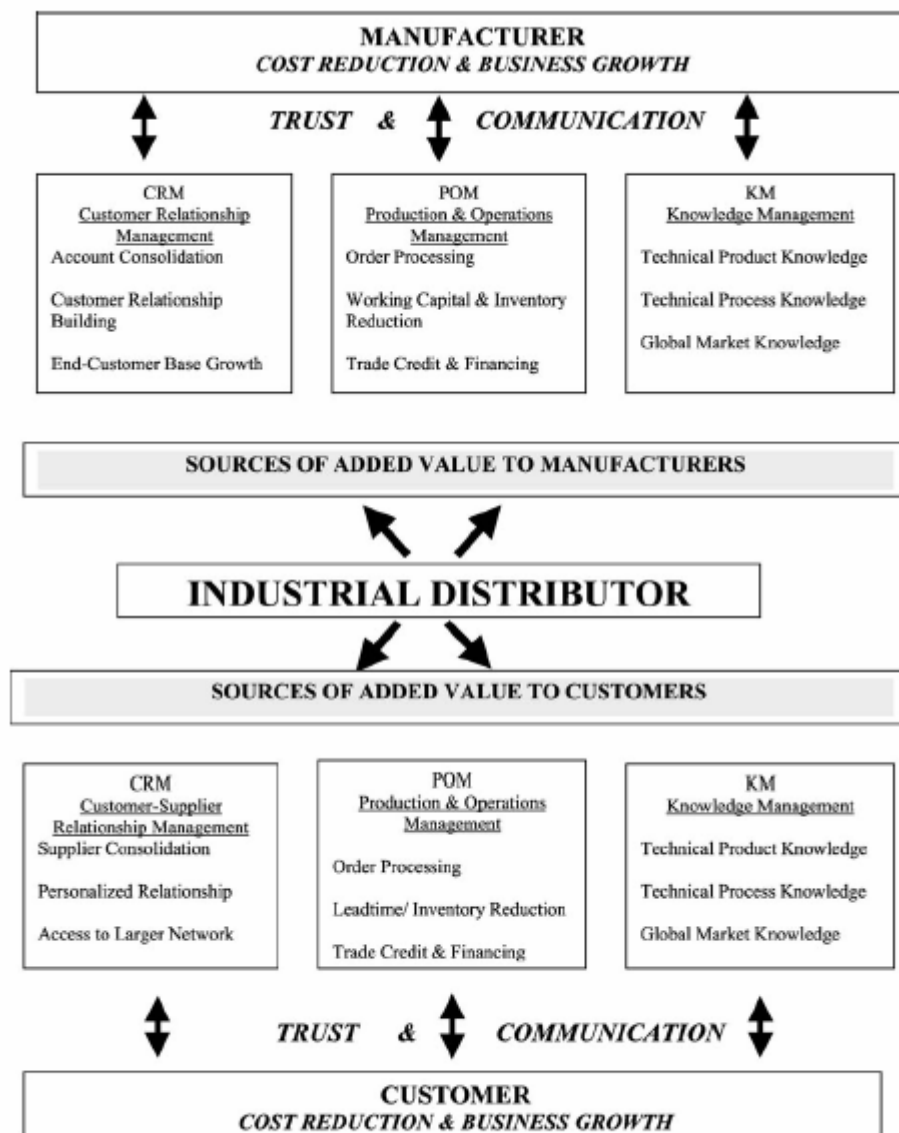 MANUFACTURER
COST REDUCTION & BUSINESS GROWTH
TRUST & COMMUNICATION
CRM
Customer Relationship
Management
Account Consolidation
Customer Relationship
Building
End-Customer Base Growth
POM
Production & Operations
Management
Order Processing
Working Capital & Inventory
Reduction
Trade Credit & Financing
KM
Knowledge Management
Technical Product Knowledge
Technical Process Knowledge
Global Market Knowledge
SOURCES OF ADDED VALUE TO MANUFACTURERS
INDUSTRIAL DISTRIBUTOR
SOURCES OF ADDED VALUE TO CUSTOMERS
CRM
Customer-Supplier
Relationship Management
Supplier Consolidation
Personalized Relationship
Access to Larger Network
POM
Production & Operations
Management
Order Processing
Leadtime/ Inventory Reduction
Trade Credit & Financing
KM
Knowledge Management
Technical Product Knowledge
Technical Process Knowledge
Global Market Knowledge
TRUST & COMMUNICATION
CUSTOMER
COST REDUCTION & BUSINESS GROWTH